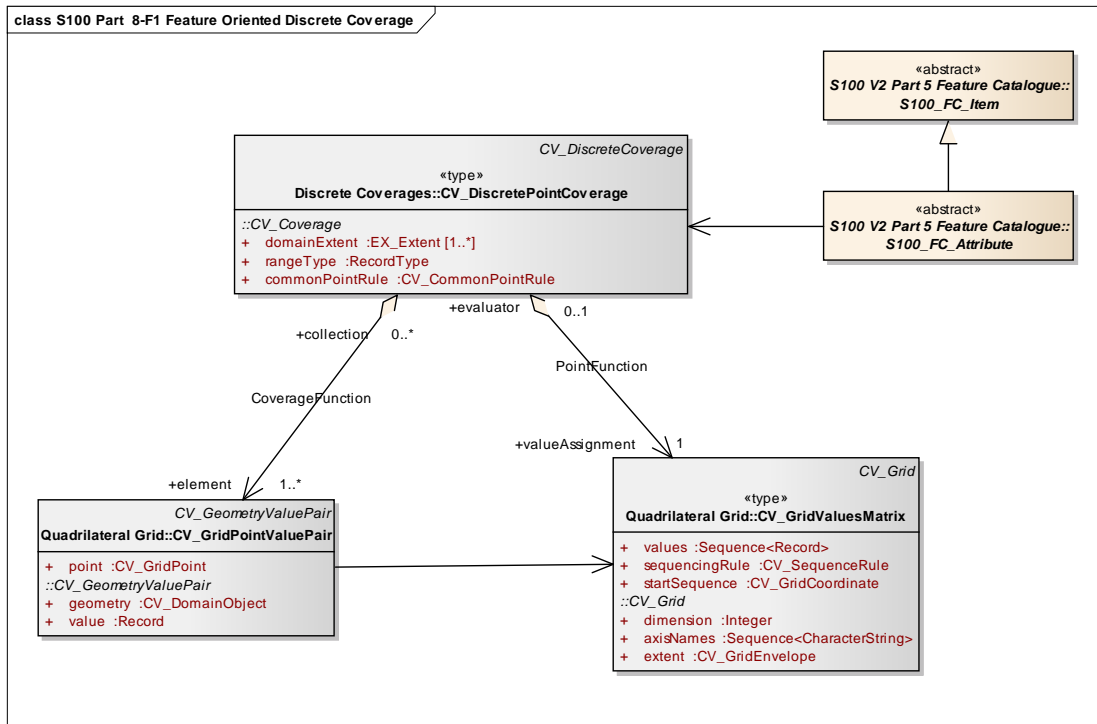 class S100 Part 8-F1 Feature Oriented Discrete Coverage
«abstract»
S100 V2 Part 5 Feature Catalogue::
S100_FC_Item
CV_DiscreteCoverage
«type»
Discrete Coverages::CV_DiscretePointCoverage
::CV_Coverage
+ domainExtent :EX_Extent [1..*]
+ rangeType :RecordType
+ commonPointRule :CV_CommonPointRule
«abstract»
S100 V2 Part 5 Feature Catalogue::
S100_FC_Attribute
+collection 0..*
+evaluator 0..1
CoverageFunction
PointFunction
+element 1..*
+valueAssignment 1
CV_GeometryValuePair
Quadrilateral Grid::CV_GridPointValuePair
+ point :CV_GridPoint
::CV_GeometryValuePair
+ geometry :CV_DomainObject
+ value :Record
CV_Grid
«type»
Quadrilateral Grid::CV_GridValuesMatrix
+ values :Sequence<Record>
+ sequencingRule :CV_SequenceRule
+ startSequence :CV_GridCoordinate
::CV_Grid
+ dimension :Integer
+ axisNames :Sequence<CharacterString>
+ extent :CV_GridEnvelope